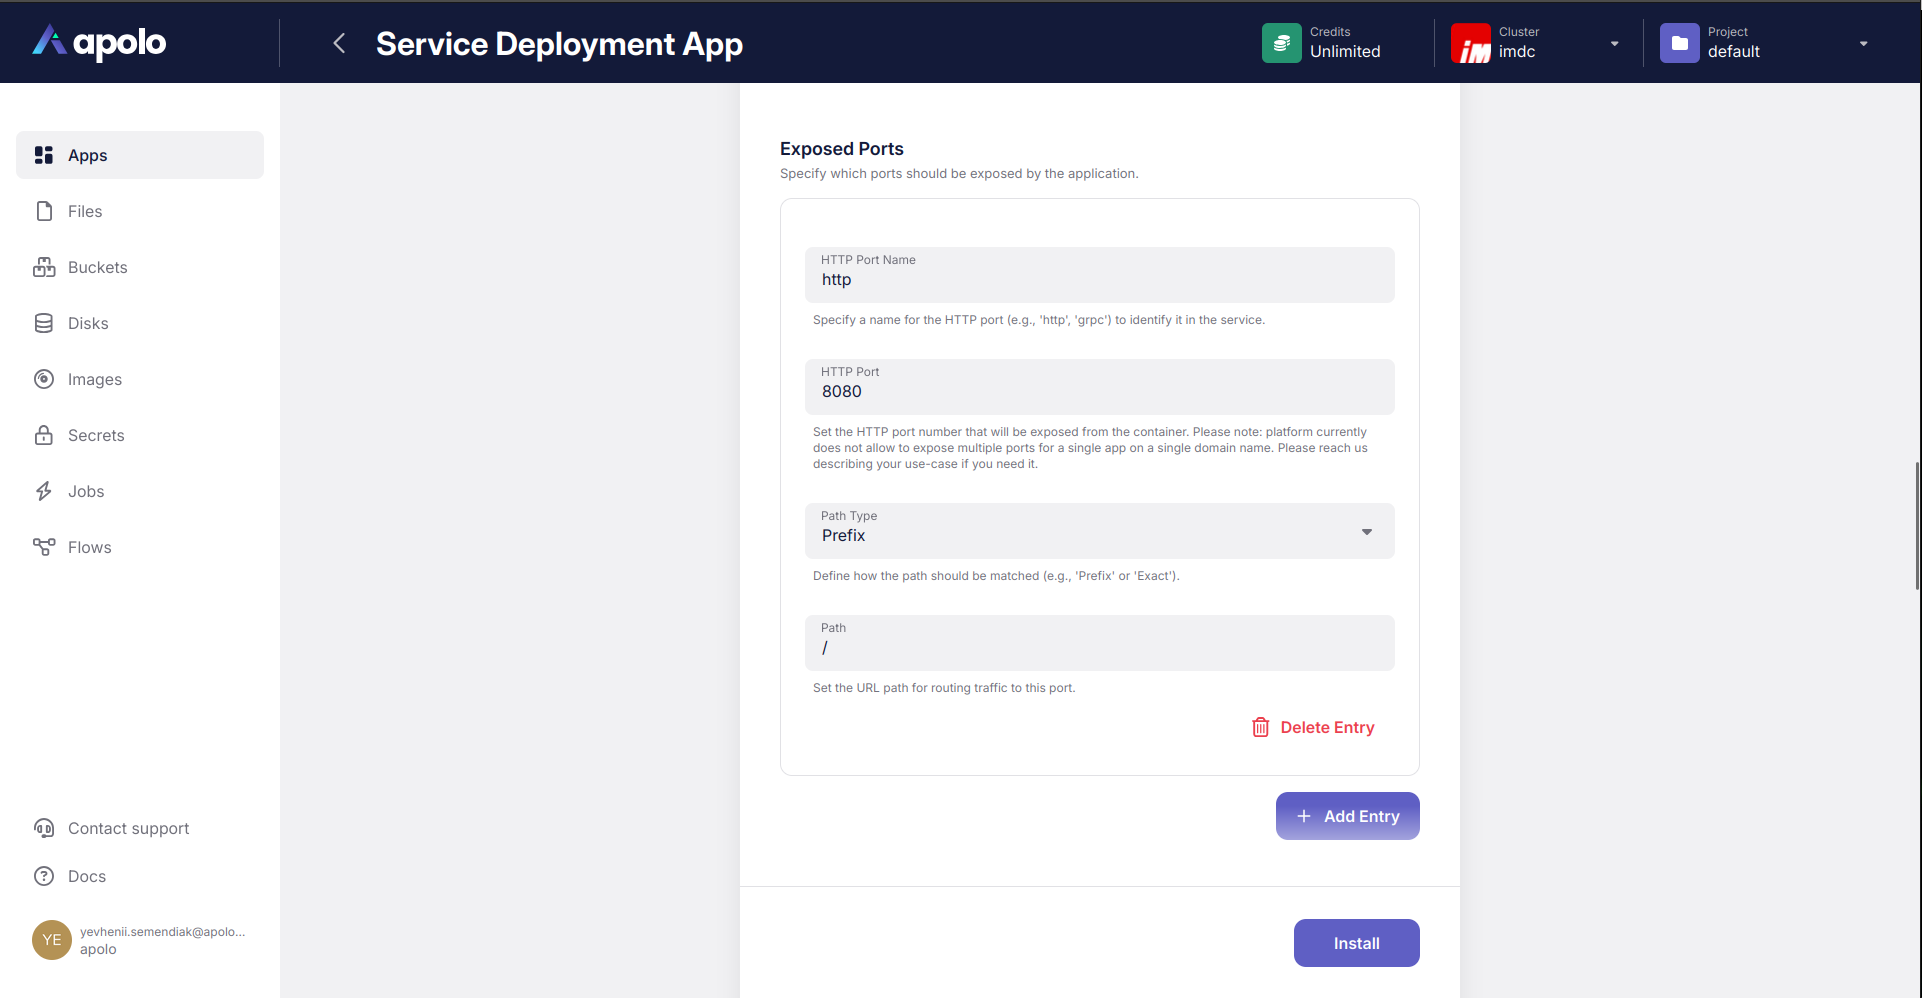 apolo
Service Deployment App
Credits
Unlimited
iM
Cluster
imdc
Project
default
Apps
Files
Buckets
Disks
Images
Secrets
Jobs
Flows
Contact support
Docs
YE
yevhenii.semendiak@apolo...
apolo
Exposed Ports
Specify which ports should be exposed by the application.
HTTP Port Name
http
Specify a name for the HTTP port (e.g., 'http', 'grpc') to identify it in the service.
HTTP Port
8080
Set the HTTP port number that will be exposed from the container. Please note: platform currently
does not allow to expose multiple ports for a single app on a single domain name. Please reach us
describing your use-case if you need it.
Path Type
Prefix
Define how the path should be matched (e.g., 'Prefix' or 'Exact').
Path
/
Set the URL path for routing traffic to this port.
Delete Entry
+ Add Entry
Install